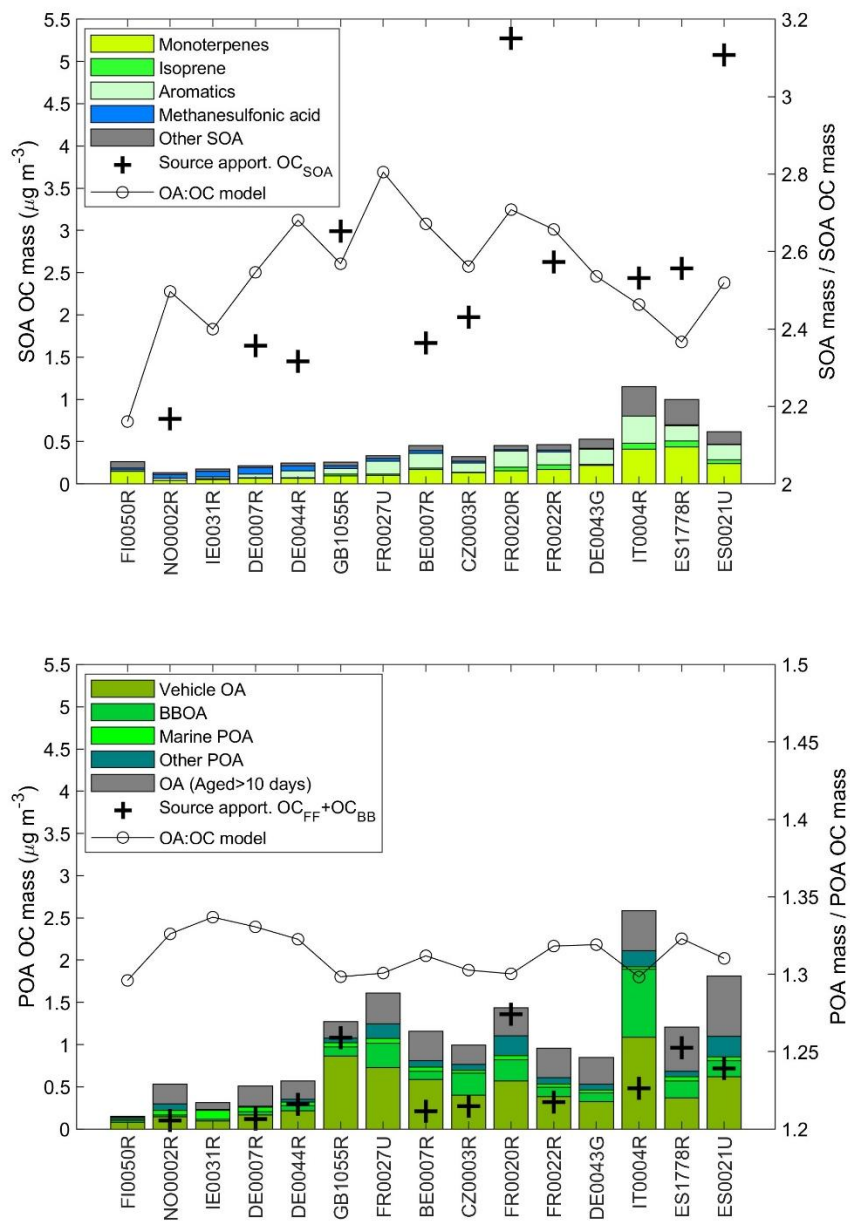 5.5
5
4.5
4
3.5
3
2.5
2
1.5
1
0.5
0
SOA OC mass (μg m⁻³)
Monoterpenes
Isoprene
Aromatics
Methanesulfonic acid
Other SOA
Source apport. OC_SOA
OA:OC model
3.2
3
2.8
2.6
2.4
2.2
2
SOA mass / SOA OC mass
FI0050R
NO0002R
IE0031R
DE0007R
DE0044R
GB1055R
FR0027U
BE0007R
CZ0003R
FR0020R
FR0022R
DE0043G
IT0004R
ES1778R
ES0021U
5.5
5
4.5
4
3.5
3
2.5
2
1.5
1
0.5
0
POA OC mass (μg m⁻³)
Vehicle OA
BBOA
Marine POA
Other POA
OA (Aged>10 days)
Source apport. OC_FF+OC_BB
OA:OC model
1.5
1.45
1.4
1.35
1.3
1.25
1.2
POA mass / POA OC mass
FI0050R
NO0002R
IE0031R
DE0007R
DE0044R
GB1055R
FR0027U
BE0007R
CZ0003R
FR0020R
FR0022R
DE0043G
IT0004R
ES1778R
ES0021U